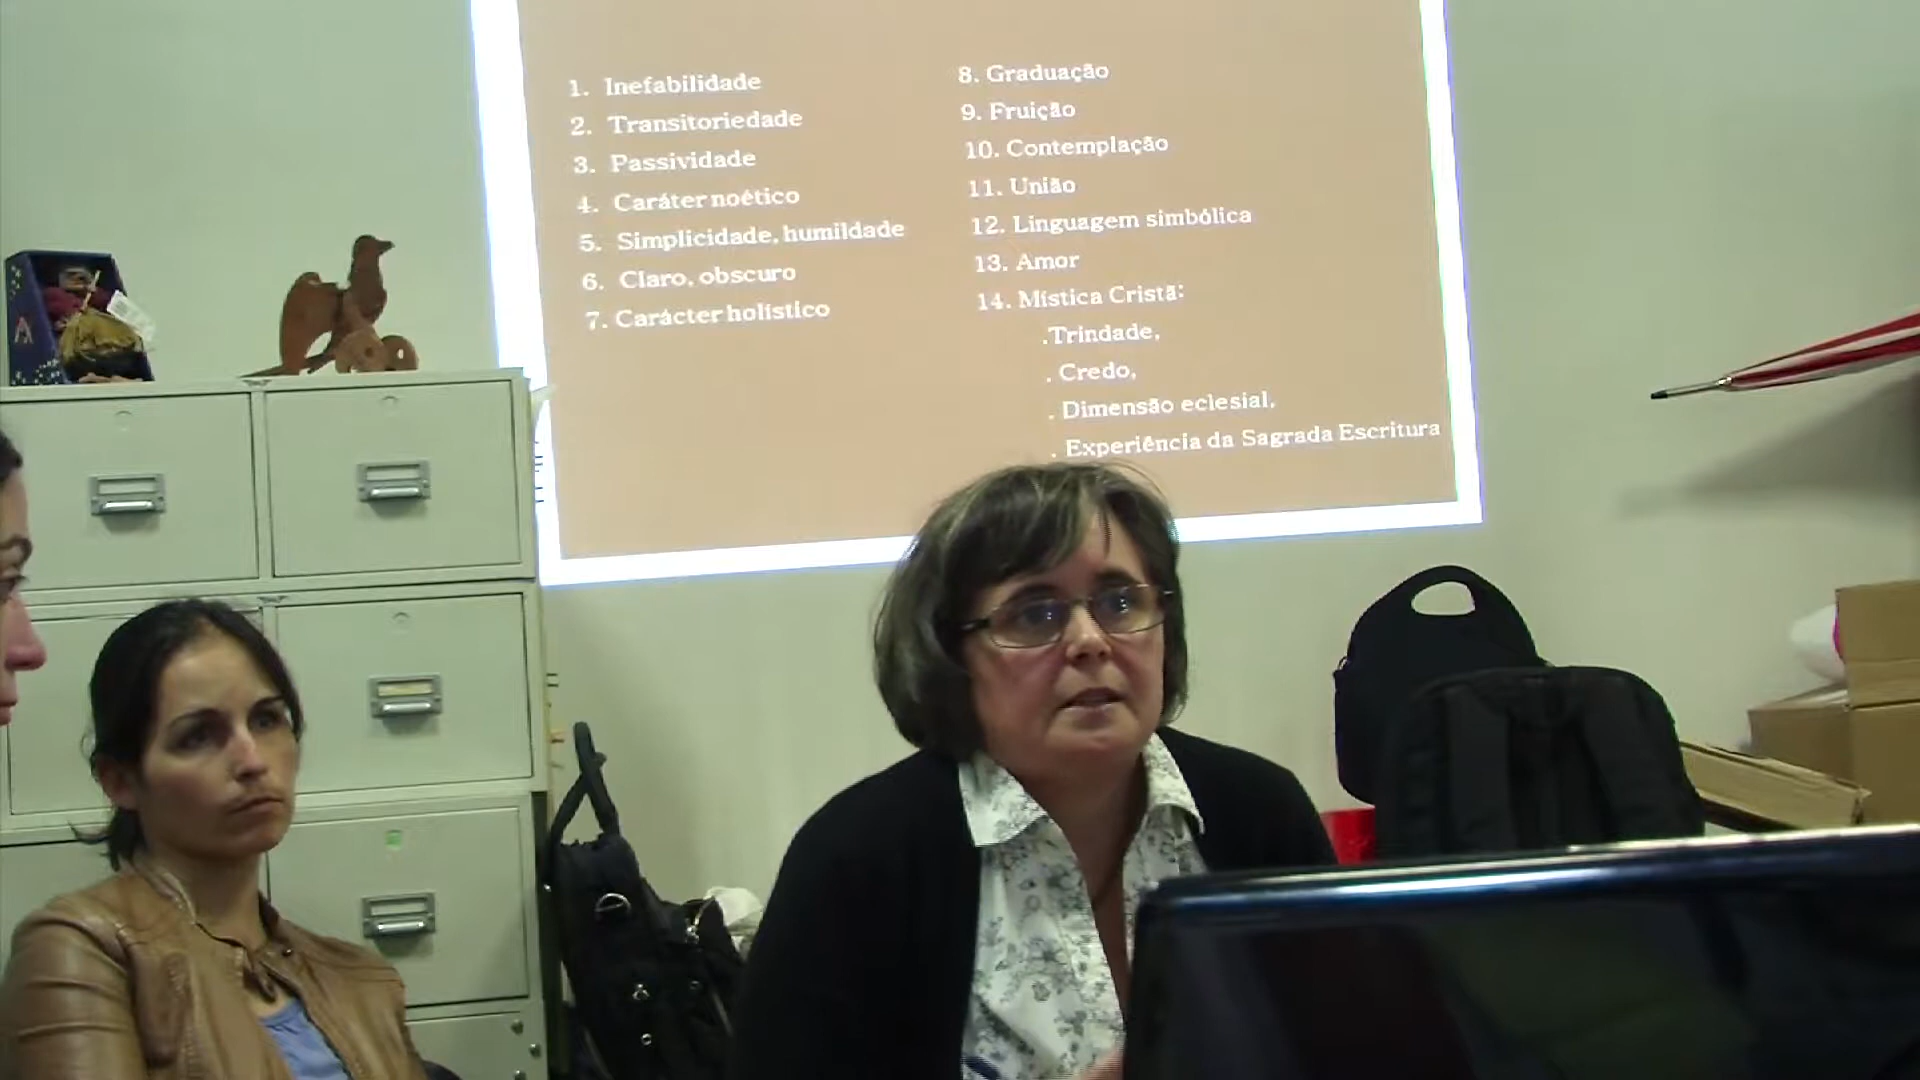 1. Inefabilidade
2. Transitoriedade
3. Passividade
4. Caráter noético
5. Simplicidade, humildade
6. Claro, obscuro
7. Carácter holístico
8. Graduação
9. Fruição
10. Contemplação
11. União
12. Linguagem simbólica
13. Amor
14. Mística Cristã:
.Trindade,
. Credo,
. Dimensão eclesial,
. Experiência da Sagrada Escritura